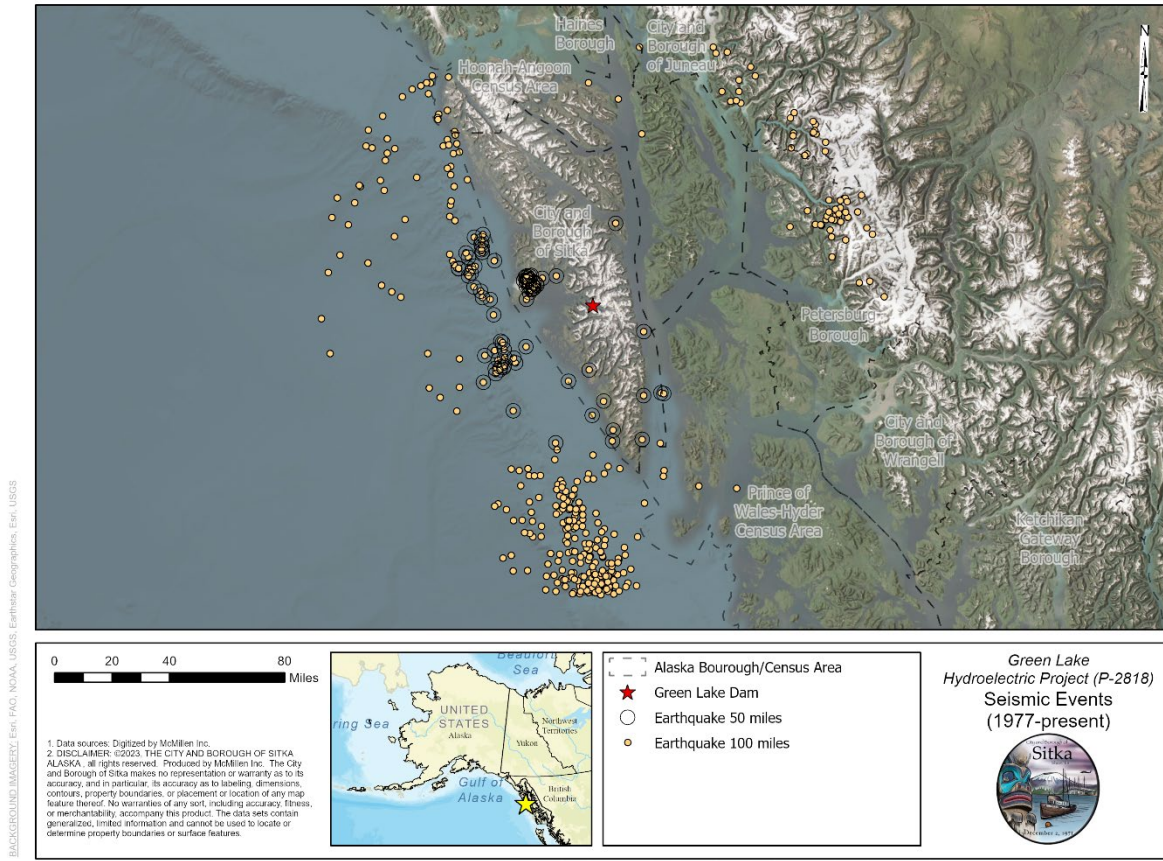 Haines
Borough
City and
Borough
of Juneau
Hoonah-Angoon
Census Area
N
City and
Borough
of Sitka
Petersburg
Borough
City and
Borough of
Wrangell
Prince of
Wales-Hyder
Census Area
Ketchikan
Gateway
Borough
BACKGROUND IMAGERY: Esri, FAO, NOAA, USGS, Earthstar Geographics, Esri, USGS
0 20 40 80
Miles
1. Data sources: Digitized by McMillen Inc.
2. DISCLAIMER: ©2023, THE CITY AND BOROUGH OF SITKA
ALASKA , all rights reserved. Produced by McMillen Inc. The City
and Borough of Sitka makes no representation or warranty as to its
accuracy, and in particular, its accuracy as to labeling, dimensions,
contours, property boundaries, or placement or location of any map
feature thereof. No warranties of any sort, including accuracy, fitness,
or merchantability, accompany this product. The data sets contain
generalized, limited information and cannot be used to locate or
determine property boundaries or surface features.
Beaufort
Sea
ring Sea
UNITED
STATES
Alaska
Yukon
Northwest
Territories
Gulf of
Alaska
British
Columbia
Alaska Bourough/Census Area
Green Lake Dam
Earthquake 50 miles
Earthquake 100 miles
Green Lake
Hydroelectric Project (P-2818)
Seismic Events
(1977-present)
City and Borough of
Sitka
December 2, 1971